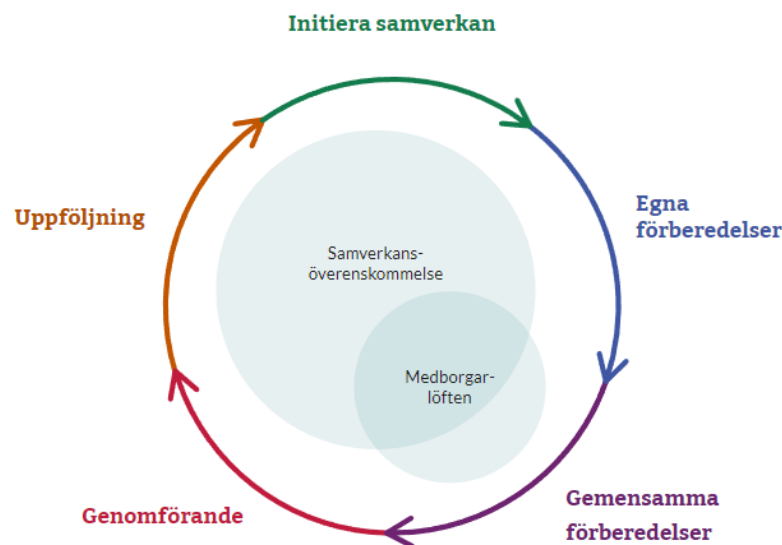 Initiera samverkan
Egna
förberedelser
Uppföljning
Samverkans-
överenskommelse
Medborgar-
löften
Gemensamma
förberedelser
Genomförande